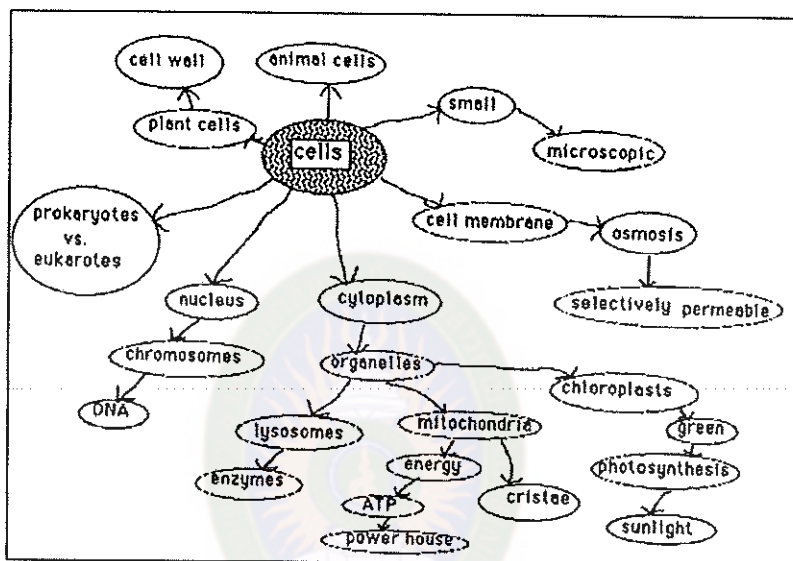 cell wall
animal cells
small
plant cells
cells
microscopic
prokaryotes
vs.
eukarotes
cell membrane
osmosis
nucleus
cytoplasm
selectively permeable
chromosomes
organelles
chloroplasts
DNA
lysosomes
mitochondria
green
enzymes
energy
photosynthesis
ATP
cristae
sunlight
power house